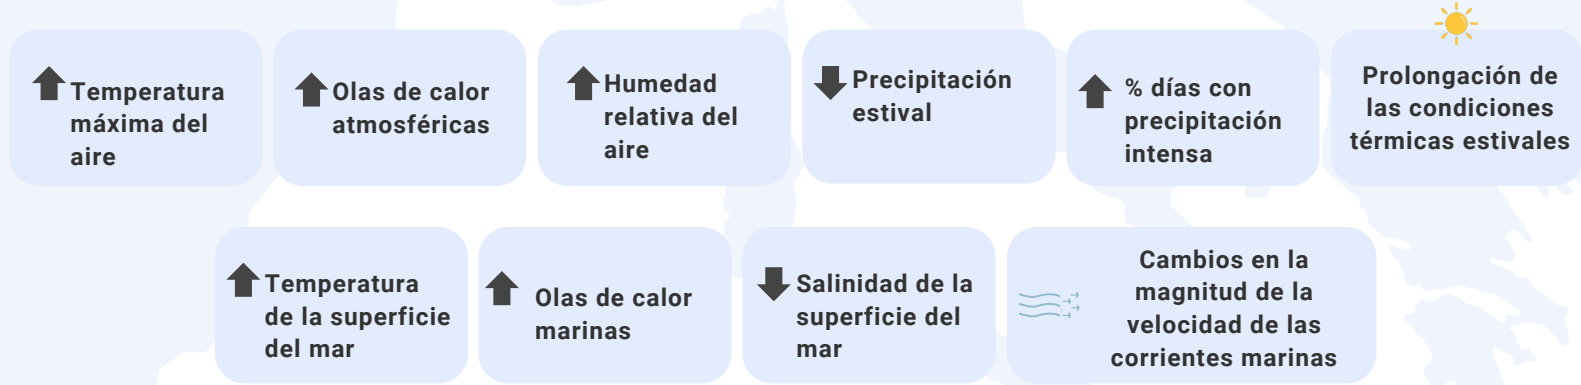 Temperatura
máxima del
aire
Olas de calor
atmosféricas
Humedad
relativa del
aire
Precipitación
estival
% días con
precipitación
intensa
Prolongación de
las condiciones
térmicas estivales
Temperatura
de la superficie
del mar
Olas de calor
marinas
Salinidad de la
superficie del
mar
Cambios en la
magnitud de la
velocidad de las
corrientes marinas